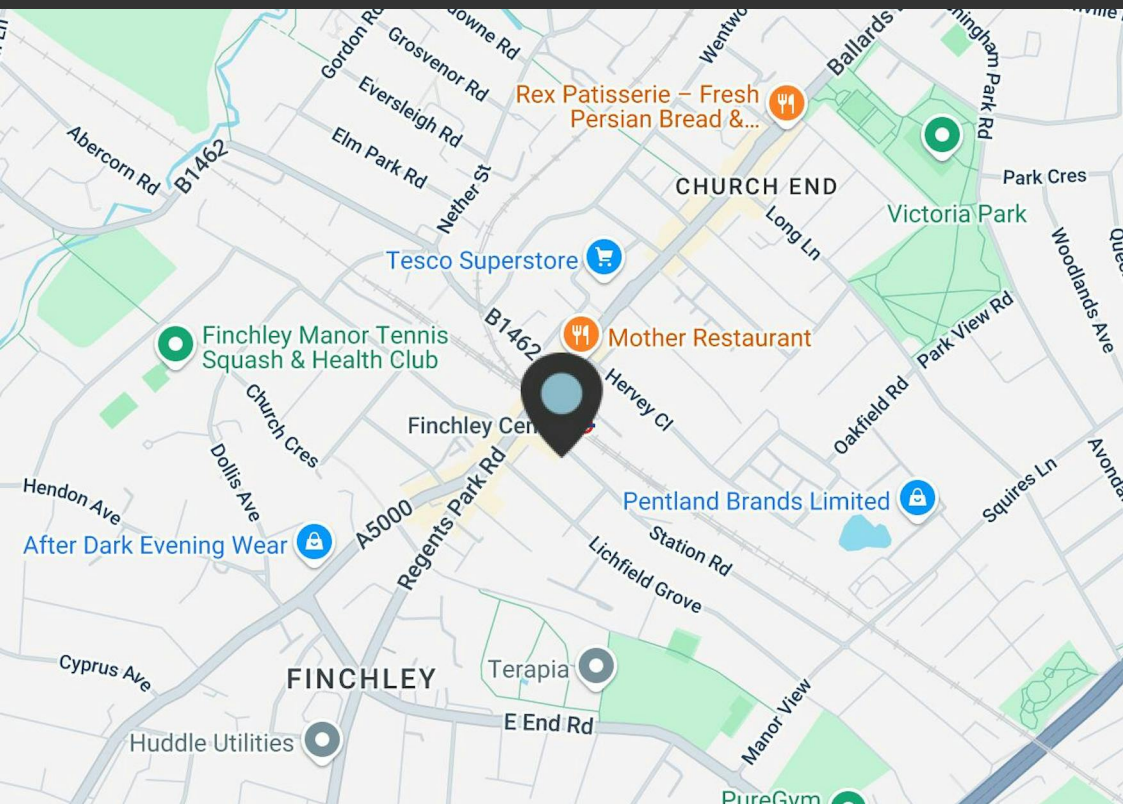 Gordon Rd
Grosvenor Rd
Ballards
Park Rd
Rex Patisserie – Fresh
Persian Bread &...
Eversleigh Rd
Elm Park Rd
Abercorn Rd
B1462
Nether St
CHURCH END
Park Cres
Victoria Park
Long Ln
Woodlands Ave
Tesco Superstore
B1462
Mother Restaurant
Park View Rd
Finchley Manor Tennis
Squash & Health Club
Hervey Cl
Church Cres
Oakfield Rd
Finchley Cen
Dollis Ave
Hendon Ave
Regents Park Rd
A5000
Pentland Brands Limited
Squires Ln
After Dark Evening Wear
Station Rd
Lichfield Grove
Cyprus Ave
FINCHLEY
Terapia
E End Rd
Manor View
Huddle Utilities
PureGym